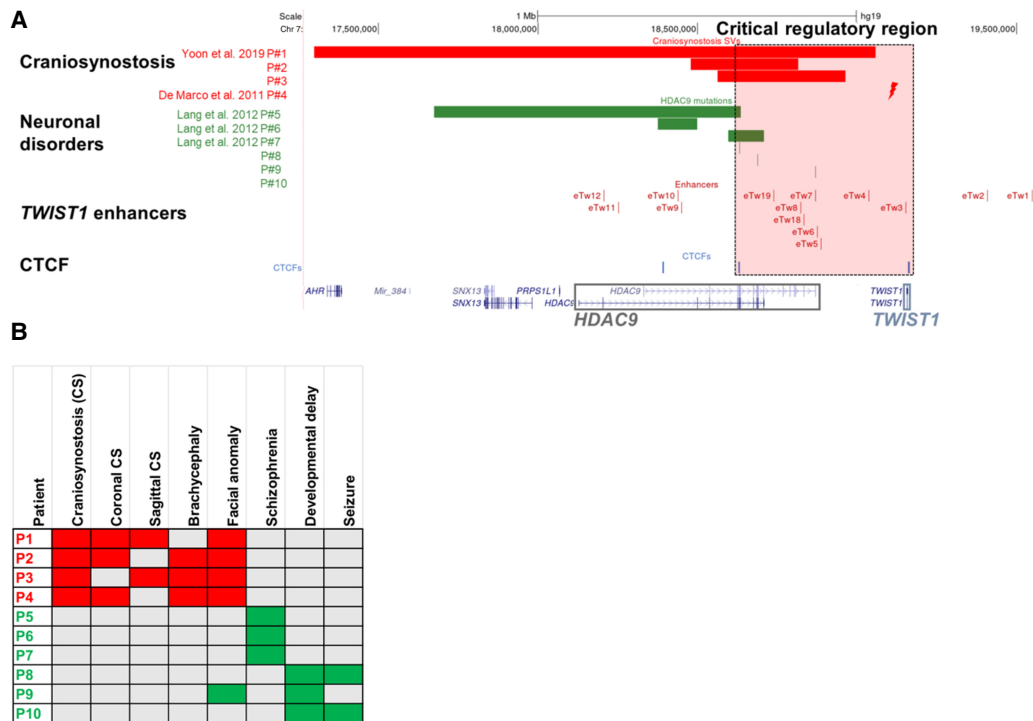 A
Scale
1 Mb
hg19
Chr 7:
17,500,000
18,000,000
18,500,000
19,500,000
Critical regulatory region
Craniosynostosis SVs
Craniosynostosis
Yoon et al. 2019 P#1
P#2
P#3
De Marco et al. 2011 P#4
HDAC9 mutations
Neuronal
disorders
Lang et al. 2012 P#5
Lang et al. 2012 P#6
Lang et al. 2012 P#7
P#8
P#9
P#10
Enhancers
TWIST1 enhancers
eTw12 eTw10 eTw19 eTw7 eTw4 eTw2 eTw1
eTw11 eTw9 eTw8 eTw3
eTw18
eTw6
eTw5
CTCF
CTCFs
CTCFs
AHR Mir_384 SNX13 PRPS1L1 HDAC9 TWIST1
SNX13 HDAC9 TWIST1
HDAC9
TWIST1
B
Patient
Craniosynostosis (CS)
Coronal CS
Sagittal CS
Brachycephaly
Facial anomaly
Schizophrenia
Developmental delay
Seizure
P1
P2
P3
P4
P5
P6
P7
P8
P9
P10